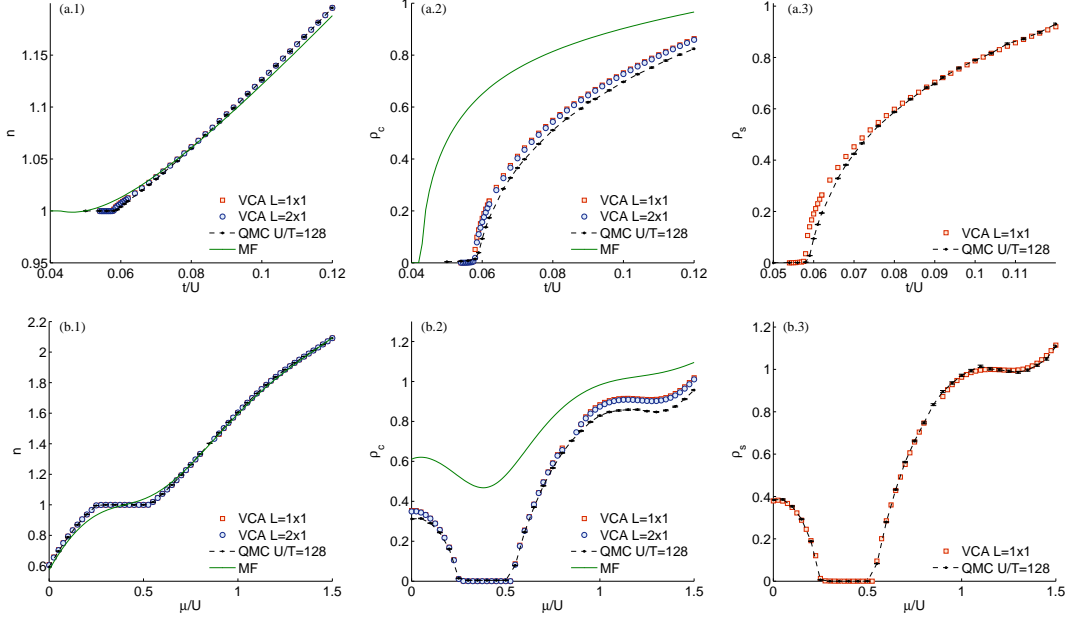 (a.1)
n
1.15
1.1
1.05
1
0.95
0.04
0.06
0.08
0.1
0.12
t/U
VCA L=1x1
VCA L=2x1
QMC U/T=128
MF
(a.2)
ρc
1
0.8
0.6
0.4
0.2
0
0.04
0.06
0.08
0.1
0.12
t/U
VCA L=1x1
VCA L=2x1
QMC U/T=128
MF
(a.3)
ρs
1
0.8
0.6
0.4
0.2
0
0.05
0.06
0.07
0.08
0.09
0.1
0.11
t/U
VCA L=1x1
QMC U/T=128
(b.1)
n
2.2
2
1.8
1.6
1.4
1.2
1
0.8
0.6
0
0.5
1
1.5
μ/U
VCA L=1x1
VCA L=2x1
QMC U/T=128
MF
(b.2)
ρc
1.2
1
0.8
0.6
0.4
0.2
0
0
0.5
1
1.5
μ/U
VCA L=1x1
VCA L=2x1
QMC U/T=128
MF
(b.3)
ρs
1.2
1
0.8
0.6
0.4
0.2
0
0
0.5
1
1.5
μ/U
VCA L=1x1
QMC U/T=128